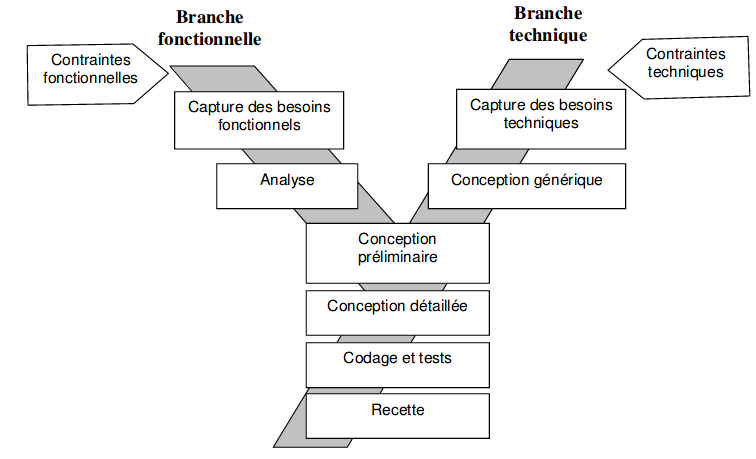 Branche
fonctionnelle
Branche
technique
Contraintes
fonctionnelles
Contraintes
techniques
Capture des besoins
fonctionnels
Capture des besoins
techniques
Analyse
Conception générique
Conception
préliminaire
Conception détaillée
Codage et tests
Recette